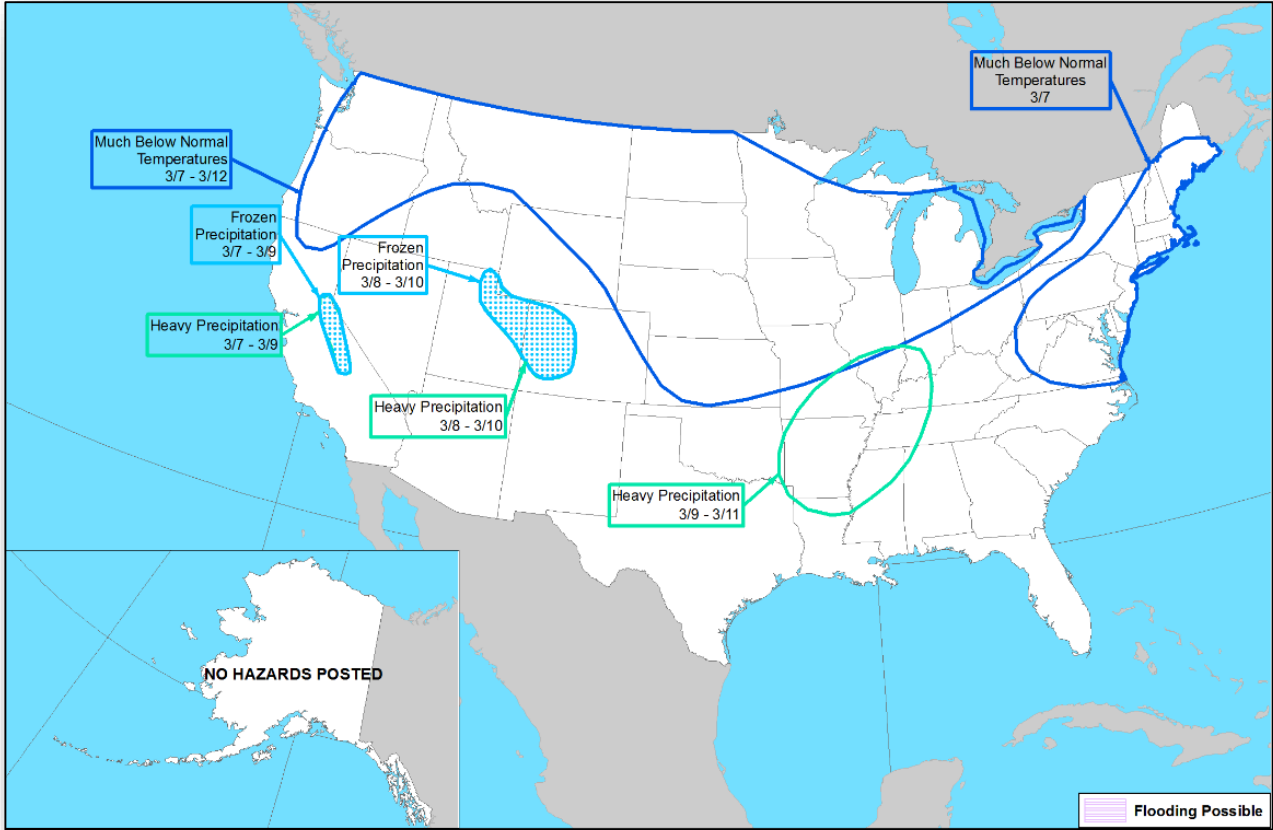 Much Below Normal
Temperatures
3/7
Much Below Normal
Temperatures
3/7 - 3/12
Frozen
Precipitation
3/7 - 3/9
Frozen
Precipitation
3/8 - 3/10
Heavy Precipitation
3/7 - 3/9
Heavy Precipitation
3/8 - 3/10
Heavy Precipitation
3/9 - 3/11
NO HAZARDS POSTED
Flooding Possible